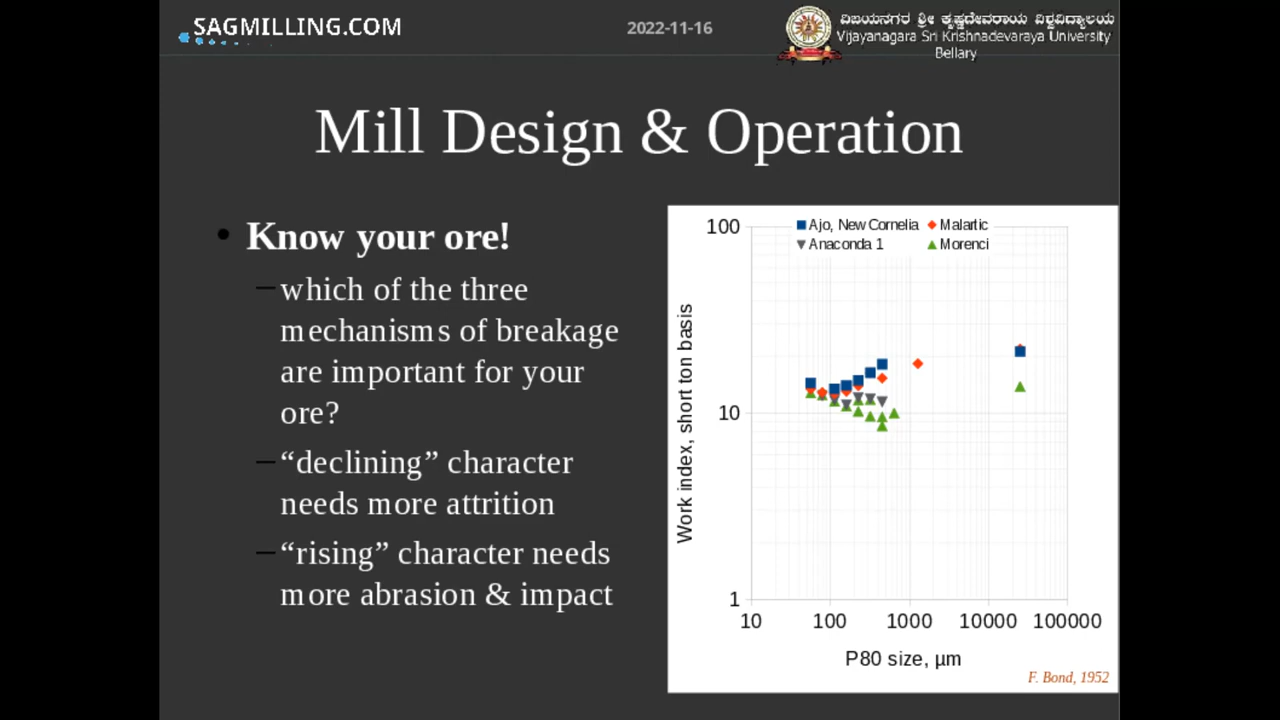 SAGMILLING.COM
2022-11-16
ವಿಜಯನಗರ ಶ್ರೀ ಕೃಷ್ಣದೇವರಾಯ ವಿಶ್ವವಿದ್ಯಾಲಯ
Vijayanagara Sri Krishnadevaraya University
Bellary
Mill Design & Operation
• Know your ore!
– which of the three
mechanisms of breakage
are important for your
ore?
– “declining” character
needs more attrition
– “rising” character needs
more abrasion & impact
Ajo, New Cornelia
Malartic
Anaconda 1
Morenci
100
10
1
Work index, short ton basis
10 100 1000 10000 100000
P80 size, µm
F. Bond, 1952